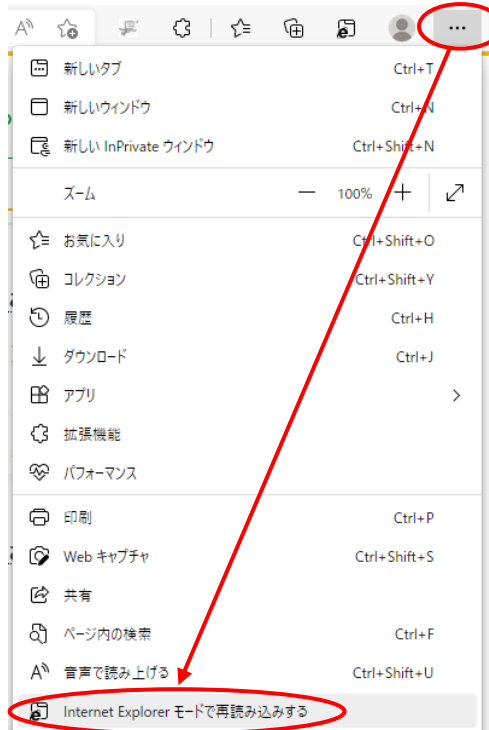 新しいタブ Ctrl+T
新しいウィンドウ Ctrl+N
新しい InPrivate ウィンドウ Ctrl+Shift+N
ズーム — 100% +
お気に入り Ctrl+Shift+O
コレクション Ctrl+Shift+Y
履歴 Ctrl+H
ダウンロード Ctrl+J
アプリ
拡張機能
パフォーマンス
印刷 Ctrl+P
Web キャプチャ Ctrl+Shift+S
共有
ページ内の検索 Ctrl+F
音声で読み上げる Ctrl+Shift+U
Internet Explorer モードで再読み込みする